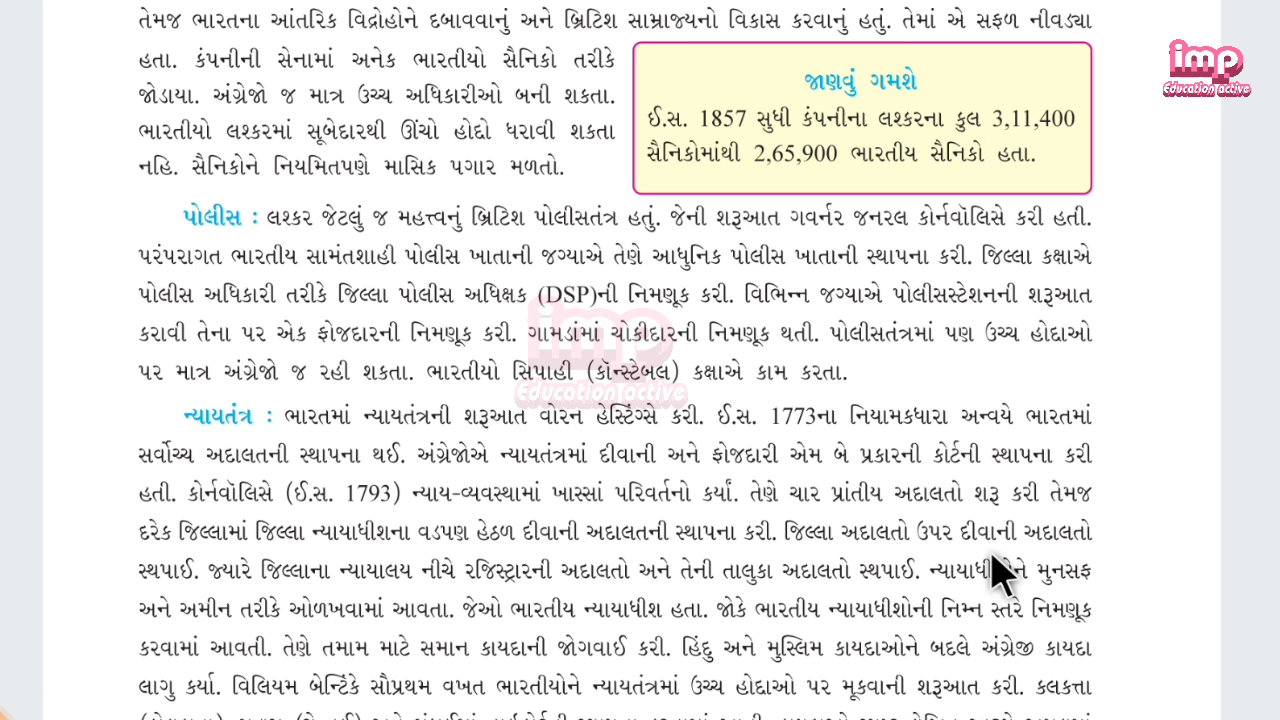 તેમજ ભારતના આંતરિક વિદ્રોહોને દબાવવાનું અને બ્રિટિશ સામ્રાજ્યનો વિકાસ કરવાનું હતું. તેમાં એ સફળ નીવડ્યા
હતા. કંપનીની સેનામાં અનેક ભારતીયો સૈનિકો તરીકે
જોડાયા. અંગ્રેજો જ માત્ર ઉચ્ચ અધિકારીઓ બની શકતા.
ભારતીયો લશ્કરમાં સૂબેદારથી ઊંચો હોદ્દો ધરાવી શકતા
નહિ. સૈનિકોને નિયમિતપણે માસિક પગાર મળતો.
જાણવું ગમશે
ઈ.સ. 1857 સુધી કંપનીના લશ્કરના કુલ 3,11,400
સૈનિકોમાંથી 2,65,900 ભારતીય સૈનિકો હતા.
imp
Education active
પોલીસ : લશ્કર જેટલું જ મહત્ત્વનું બ્રિટિશ પોલીસતંત્ર હતું. જેની શરૂઆત ગવર્નર જનરલ કોર્નવૉલિસે કરી હતી.
પરંપરાગત ભારતીય સામંતશાહી પોલીસ ખાતાની જગ્યાએ તેણે આધુનિક પોલીસ ખાતાની સ્થાપના કરી. જિલ્લા કક્ષાએ
પોલીસ અધિકારી તરીકે જિલ્લા પોલીસ અધિક્ષક (DSP)ની નિમણૂક કરી. વિભિન્ન જગ્યાએ પોલીસસ્ટેશનની શરૂઆત
કરાવી તેના પર એક ફોજદારની નિમણૂક કરી. ગામડાંમાં ચોકીદારની નિમણૂક થતી. પોલીસતંત્રમાં પણ ઉચ્ચ હોદ્દાઓ
પર માત્ર અંગ્રેજો જ રહી શકતા. ભારતીયો સિપાહી (કૉન્સ્ટેબલ) કક્ષાએ કામ કરતા.
imp
Education active
ન્યાયતંત્ર : ભારતમાં ન્યાયતંત્રની શરૂઆત વોરન હેસ્ટિંગ્સે કરી. ઈ.સ. 1773ના નિયામકધારા અન્વયે ભારતમાં
સર્વોચ્ચ અદાલતની સ્થાપના થઈ. અંગ્રેજોએ ન્યાયતંત્રમાં દીવાની અને ફોજદારી એમ બે પ્રકારની કોર્ટની સ્થાપના કરી
હતી. કોર્નવૉલિસે (ઈ.સ. 1793) ન્યાય-વ્યવસ્થામાં ખાસ્સાં પરિવર્તનો કર્યાં. તેણે ચાર પ્રાંતીય અદાલતો શરૂ કરી તેમજ
દરેક જિલ્લામાં જિલ્લા ન્યાયાધીશના વડપણ હેઠળ દીવાની અદાલતની સ્થાપના કરી. જિલ્લા અદાલતો ઉપર દીવાની અદાલતો
સ્થપાઈ. જ્યારે જિલ્લાના ન્યાયાલય નીચે રજિસ્ટ્રારની અદાલતો અને તેની તાલુકા અદાલતો સ્થપાઈ. મુનસફ
અને અમીન તરીકે ઓળખવામાં આવતા. જેઓ ભારતીય ન્યાયાધીશ હતા. જોકે ભારતીય ન્યાયાધીશોની નિમ્ન સ્તરે નિમણૂક
કરવામાં આવતી. તેણે તમામ માટે સમાન કાયદાની જોગવાઈ કરી. હિંદુ અને મુસ્લિમ કાયદાઓને બદલે અંગ્રેજી કાયદા
લાગુ કર્યા. વિલિયમ બેન્ટિંકે સૌપ્રથમ વખત ભારતીયોને ન્યાયતંત્રમાં ઉચ્ચ હોદ્દાઓ પર મૂકવાની શરૂઆત કરી. કલકત્તા